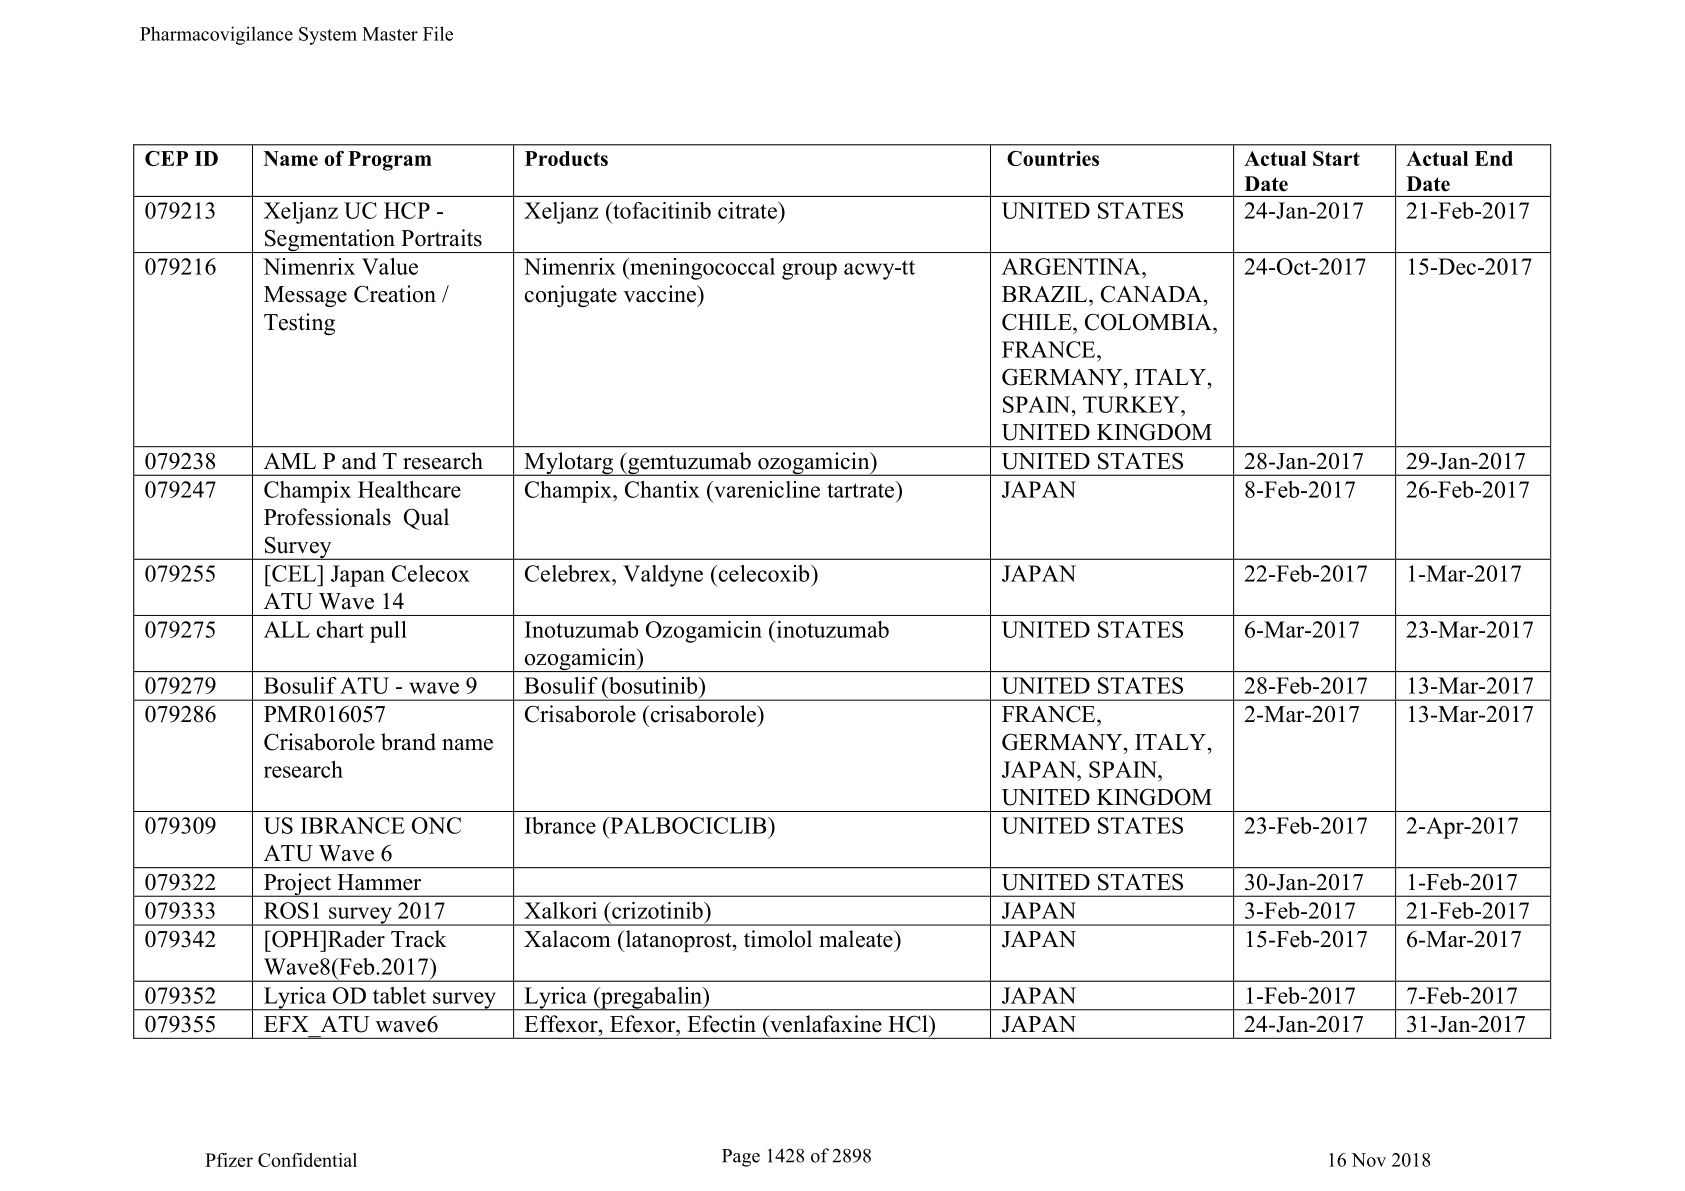 Pharmacovigilance System Master File
CEP ID Name of Program Products Countries Actual Start Date Actual End Date
079213 Xeljanz UC HCP - Segmentation Portraits Xeljanz (tofacitinib citrate) UNITED STATES 24-Jan-2017 21-Feb-2017
079216 Nimenrix Value Message Creation / Testing Nimenrix (meningococcal group acwy-tt conjugate vaccine) ARGENTINA, BRAZIL, CANADA, CHILE, COLOMBIA, FRANCE, GERMANY, ITALY, SPAIN, TURKEY, UNITED KINGDOM 24-Oct-2017 15-Dec-2017
079238 AML P and T research Mylotarg (gemtuzumab ozogamicin) UNITED STATES 28-Jan-2017 29-Jan-2017
079247 Champix Healthcare Professionals  Qual Survey Champix, Chantix (varenicline tartrate) JAPAN 8-Feb-2017 26-Feb-2017
079255 [CEL] Japan Celecox ATU Wave 14 Celebrex, Valdyne (celecoxib) JAPAN 22-Feb-2017 1-Mar-2017
079275 ALL chart pull Inotuzumab Ozogamicin (inotuzumab ozogamicin) UNITED STATES 6-Mar-2017 23-Mar-2017
079279 Bosulif ATU - wave 9 Bosulif (bosutinib) UNITED STATES 28-Feb-2017 13-Mar-2017
079286 PMR016057 Crisaborole brand name research Crisaborole (crisaborole) FRANCE, GERMANY, ITALY, JAPAN, SPAIN, UNITED KINGDOM 2-Mar-2017 13-Mar-2017
079309 US IBRANCE ONC ATU Wave 6 Ibrance (PALBOCICLIB) UNITED STATES 23-Feb-2017 2-Apr-2017
079322 Project Hammer UNITED STATES 30-Jan-2017 1-Feb-2017
079333 ROS1 survey 2017 Xalkori (crizotinib) JAPAN 3-Feb-2017 21-Feb-2017
079342 [OPH]Rader Track Wave8(Feb.2017) Xalacom (latanoprost, timolol maleate) JAPAN 15-Feb-2017 6-Mar-2017
079352 Lyrica OD tablet survey Lyrica (pregabalin) JAPAN 1-Feb-2017 7-Feb-2017
079355 EFX_ATU wave6 Effexor, Efexor, Efectin (venlafaxine HCl) JAPAN 24-Jan-2017 31-Jan-2017
Pfizer Confidential Page 1428 of 2898 16 Nov 2018